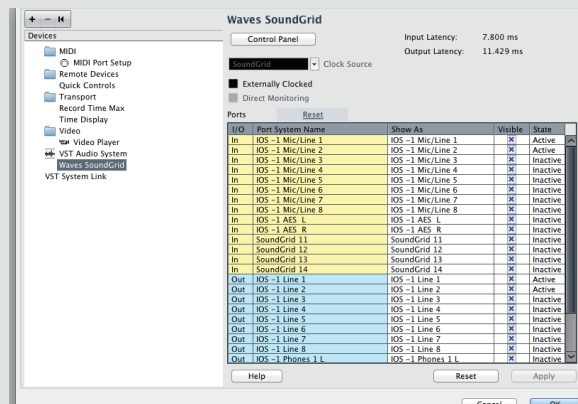 + − H
Devices
MIDI
MIDI Port Setup
Remote Devices
Quick Controls
Transport
Record Time Max
Time Display
Video
Video Player
VST Audio System
Waves SoundGrid
VST System Link
Waves SoundGrid
Control Panel
Input Latency: 7.800 ms
Output Latency: 11.429 ms
SoundGrid Clock Source
Externally Clocked
Direct Monitoring
Ports Reset
I/O Port System Name Show As Visible State
In IOS -1 Mic/Line 1 IOS -1 Mic/Line 1 Active
In IOS -1 Mic/Line 2 IOS -1 Mic/Line 2 Active
In IOS -1 Mic/Line 3 IOS -1 Mic/Line 3 Inactive
In IOS -1 Mic/Line 4 IOS -1 Mic/Line 4 Inactive
In IOS -1 Mic/Line 5 IOS -1 Mic/Line 5 Inactive
In IOS -1 Mic/Line 6 IOS -1 Mic/Line 6 Inactive
In IOS -1 Mic/Line 7 IOS -1 Mic/Line 7 Inactive
In IOS -1 Mic/Line 8 IOS -1 Mic/Line 8 Inactive
In IOS -1 AES L IOS -1 AES L Inactive
In IOS -1 AES R IOS -1 AES R Inactive
In SoundGrid 11 SoundGrid 11 Inactive
In SoundGrid 12 SoundGrid 12 Inactive
In SoundGrid 13 SoundGrid 13 Inactive
In SoundGrid 14 SoundGrid 14 Inactive
Out IOS -1 Line 1 IOS -1 Line 1 Active
Out IOS -1 Line 2 IOS -1 Line 2 Active
Out IOS -1 Line 3 IOS -1 Line 3 Inactive
Out IOS -1 Line 4 IOS -1 Line 4 Inactive
Out IOS -1 Line 5 IOS -1 Line 5 Inactive
Out IOS -1 Line 6 IOS -1 Line 6 Inactive
Out IOS -1 Line 7 IOS -1 Line 7 Inactive
Out IOS -1 Line 8 IOS -1 Line 8 Inactive
Out IOS -1 Phones 1 L IOS -1 Phones 1 L Inactive
Help Reset Apply
Cancel OK